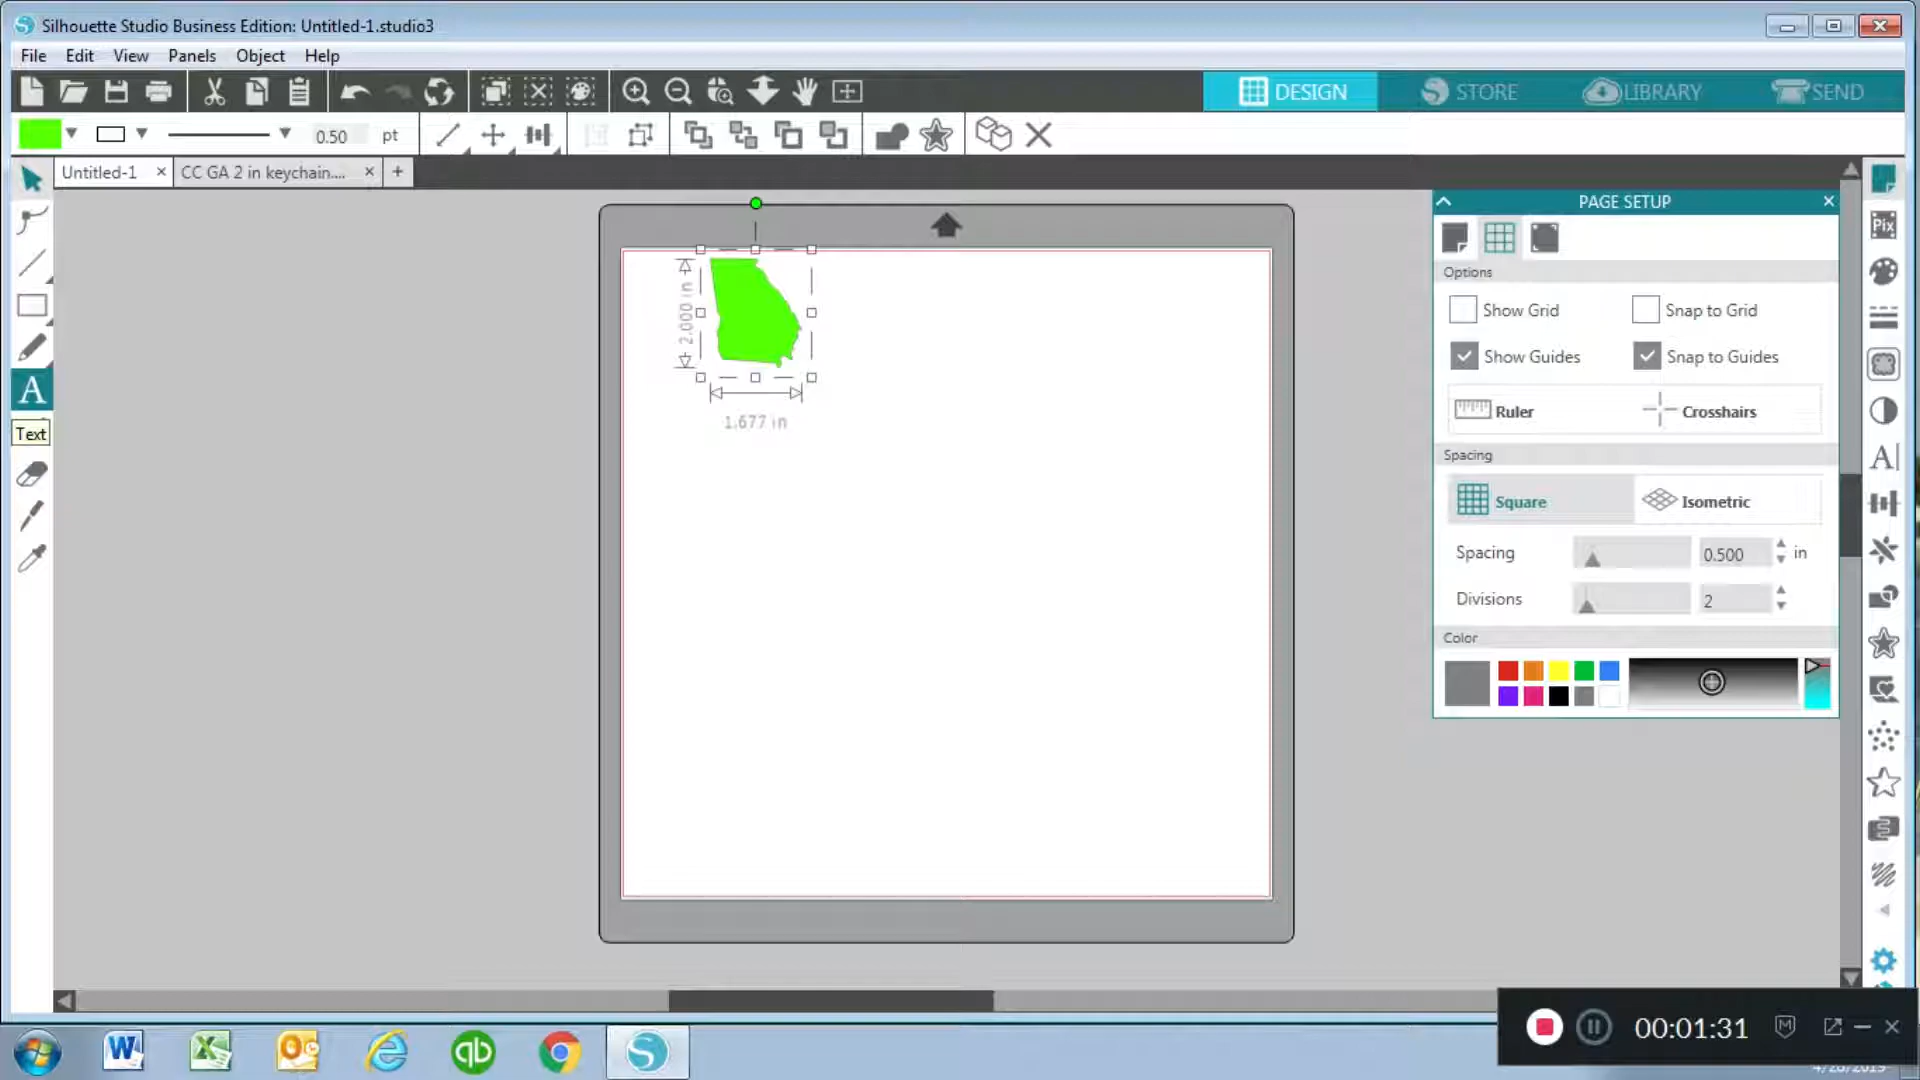 Silhouette Studio Business Edition: Untitled-1.studio3
File Edit View Panels Object Help
DESIGN STORE LIBRARY SEND
0.50 pt
Untitled-1 CC GA 2 in keychain....
PAGE SETUP
Pix
Options
Show Grid Snap to Grid
Show Guides Snap to Guides
Ruler Crosshairs
Spacing
Square Isometric
Spacing 0.500 in
Divisions 2
Color
2.000 in
1.677 in
A
Text
00:01:31